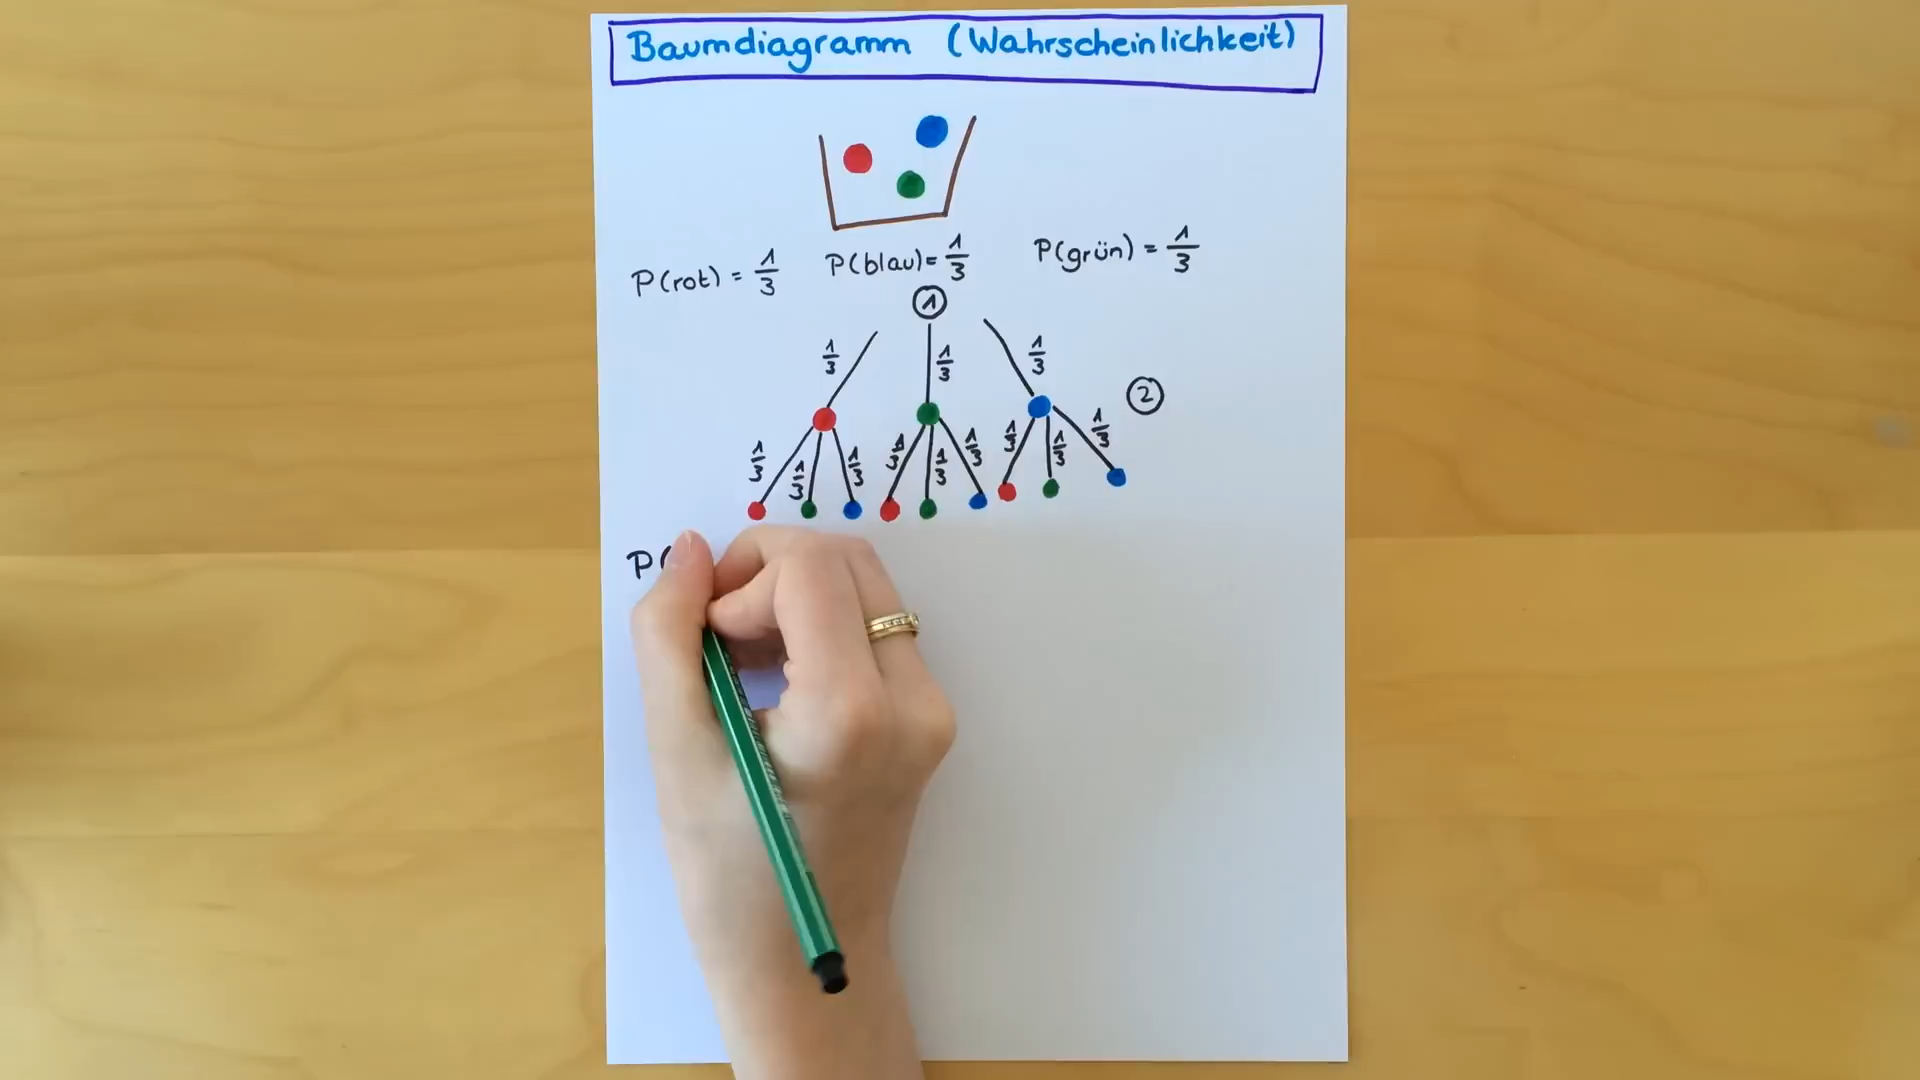 Baumdiagramm (Wahrscheinlichkeit)
P(rot) = 1/3 P(blau) = 1/3 P(grün) = 1/3
1
1/3 1/3 1/3
2
1/3 1/3 1/3 1/3 1/3 1/3 1/3 1/3 1/3
P(